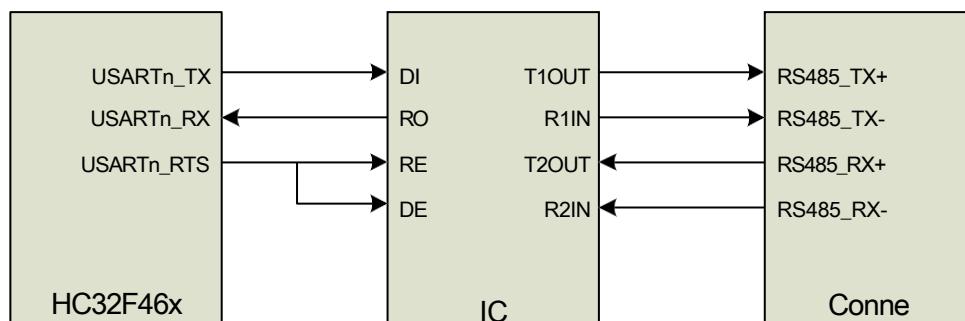 USARTn_TX
USARTn_RX
USARTn_RTS
HC32F46x
DI
RO
RE
DE
T1OUT
R1IN
T2OUT
R2IN
IC
RS485_TX+
RS485_TX-
RS485_RX+
RS485_RX-
Conne